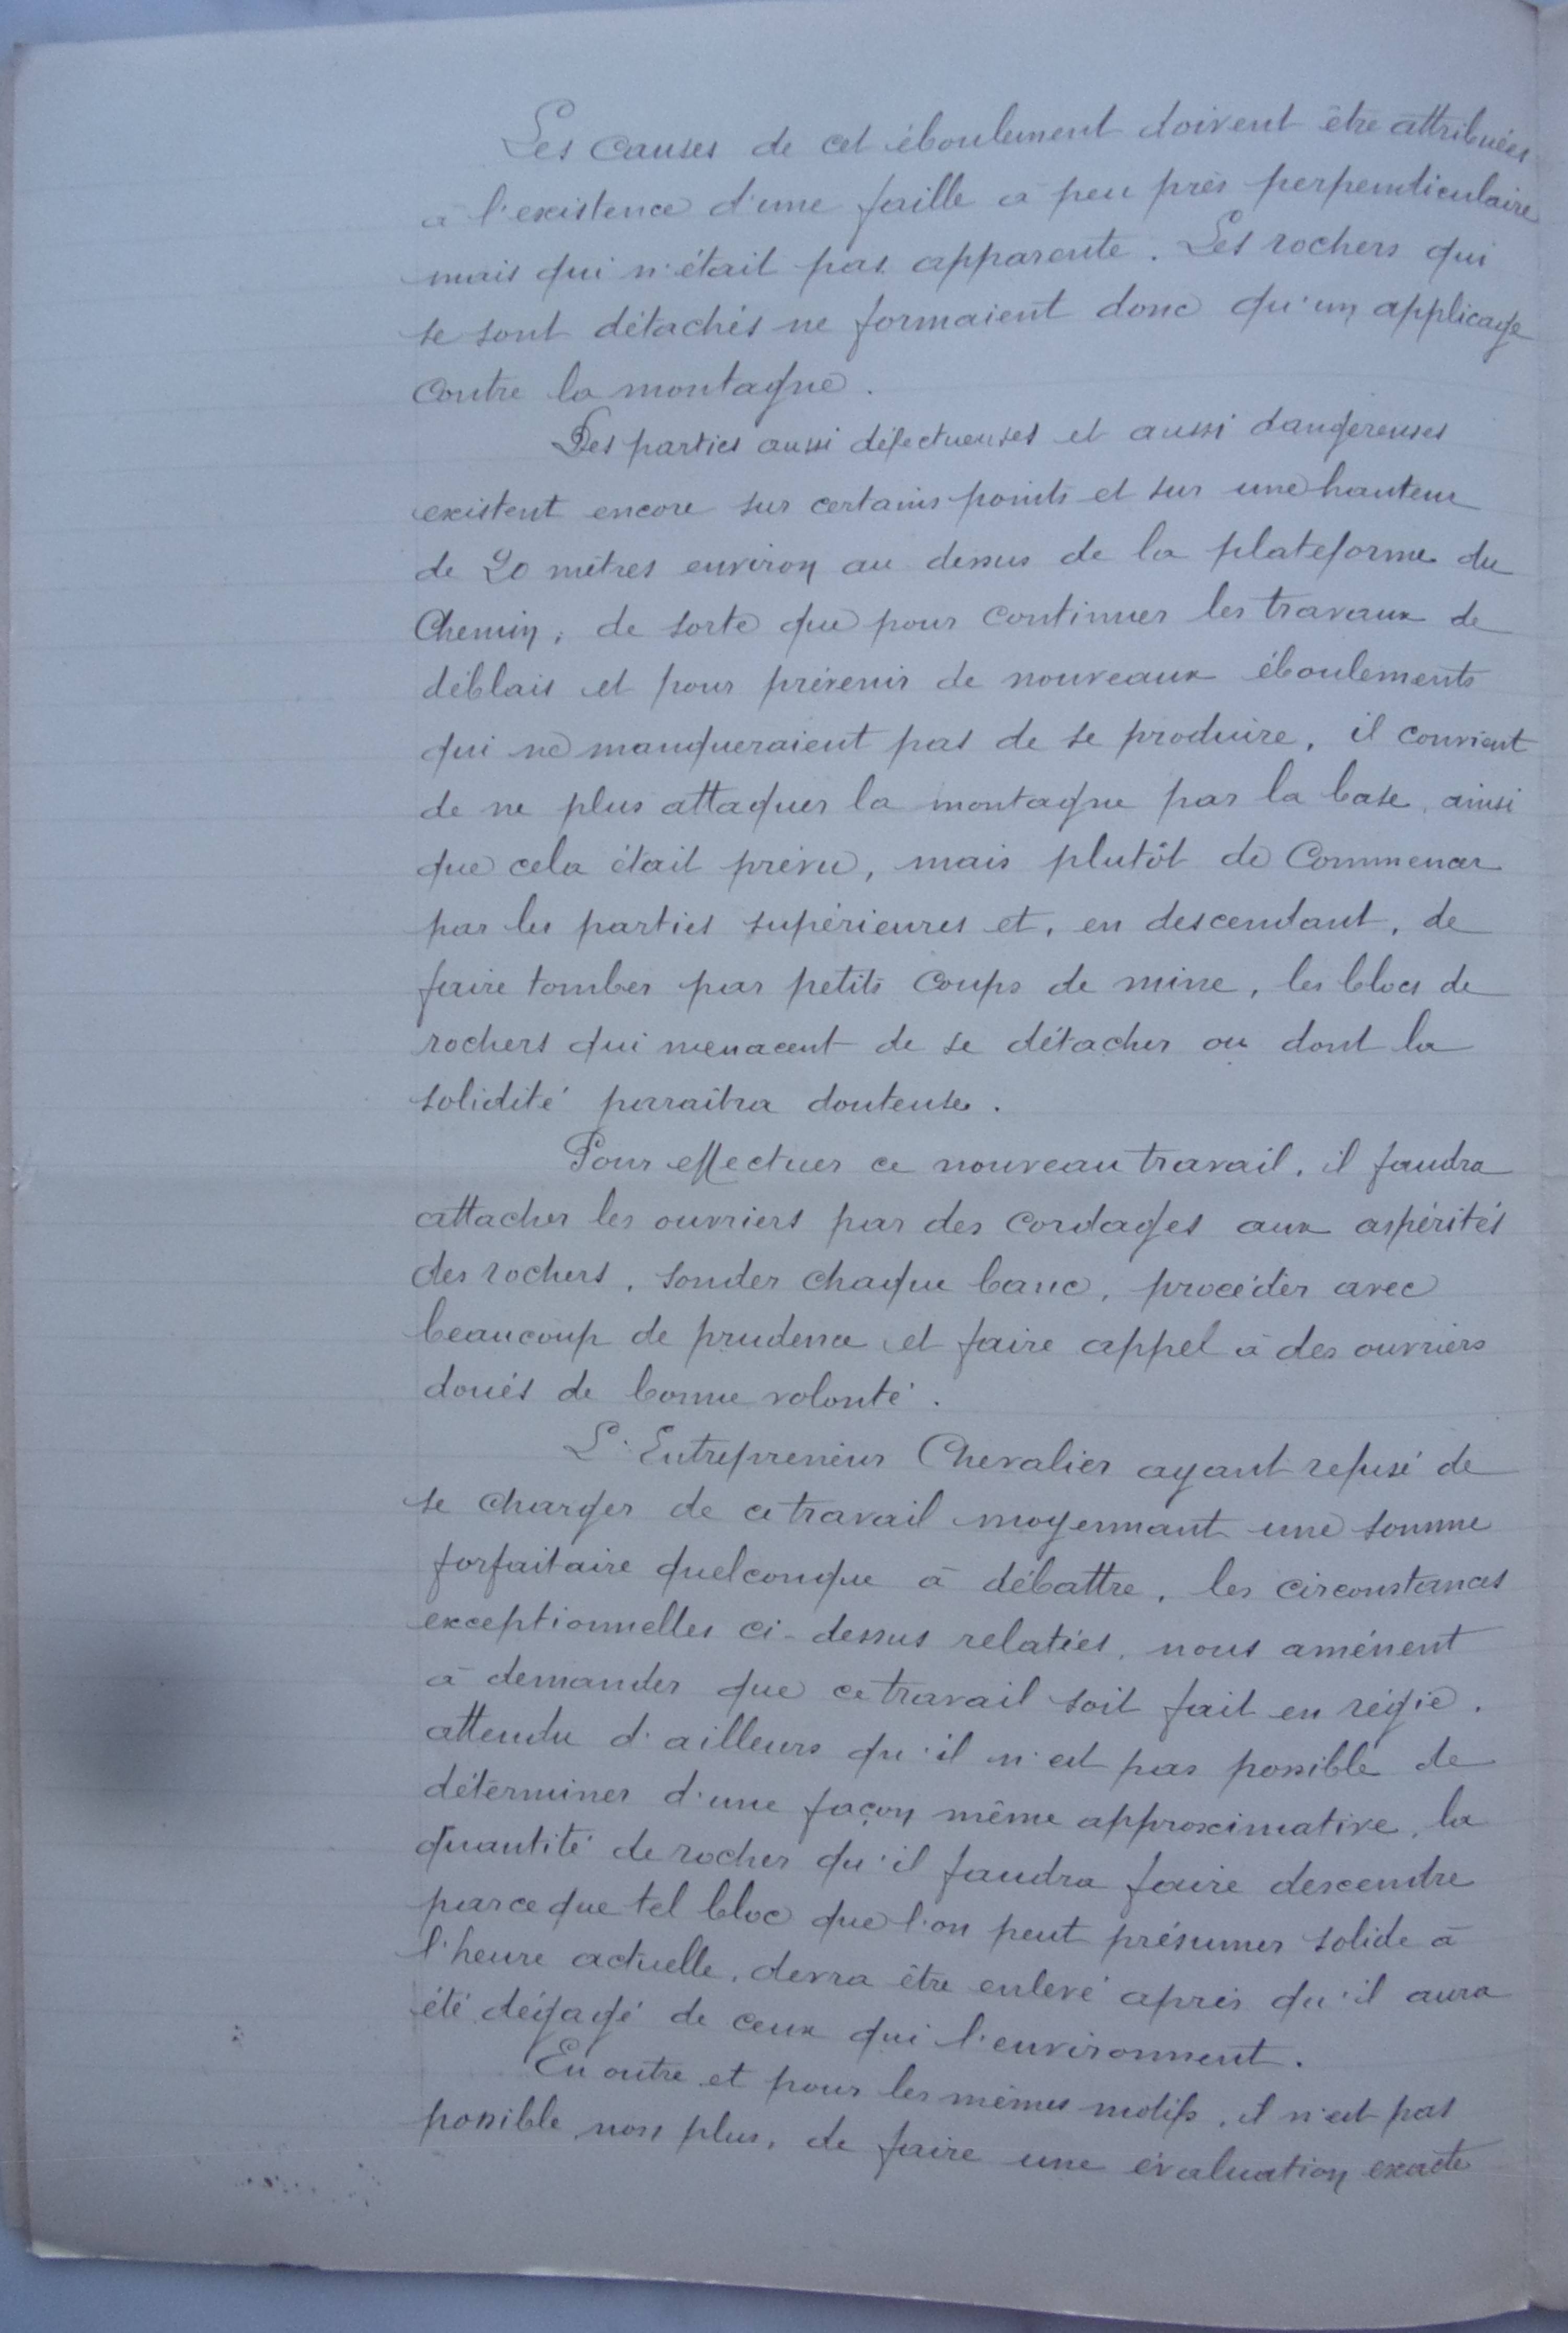 Les causes de cet éboulement doivent être attribuées
à l'existence d'une faille à peu près perpendiculaire
mais qui n'était pas apparente. Les rochers qui
se sont détachés ne formaient donc qu'un applicage
contre la montagne.
Des parties aussi défectueuses et aussi dangereuses
existent encore sur certains points et sur une hauteur
de 20 mètres environ au dessus de la plateforme du
Chemin, de sorte que pour continuer les travaux de
déblais et pour prévenir de nouveaux éboulements
qui ne manqueraient pas de se produire, il convient
de ne plus attaquer la montagne par la base, ainsi
que cela était prévu, mais plutôt de Commencer
par les parties supérieures et, en descendant, de
faire tomber par petits coups de mine, les blocs de
rochers qui menacent de se détacher ou dont la
solidité paraîtra douteuse.
Pour effectuer ce nouveau travail, il faudra
attacher les ouvriers par des cordages aux aspérités
des rochers, sonder chaque banc, procéder avec
beaucoup de prudence et faire appel à des ouvriers
doués de bonne volonté.
L'Entrepreneur Chevalier ayant refusé de
se charger de ce travail moyennant une somme
forfaitaire quelconque à débattre, les circonstances
exceptionnelles ci-dessus relatées, nous amènent
à demander que ce travail soit fait en régie,
attendu d'ailleurs qu'il n'est pas possible de
déterminer d'une façon même approximative, la
quantité de rocher qu'il faudra faire descendre
parce que tel bloc que l'on peut présumer solide à
l'heure actuelle, devra être enlevé après qu'il aura
été dégagé de ceux qui l'environnent.
En outre et pour les mêmes motifs, il n'est pas
possible, non plus, de faire une évaluation exacte